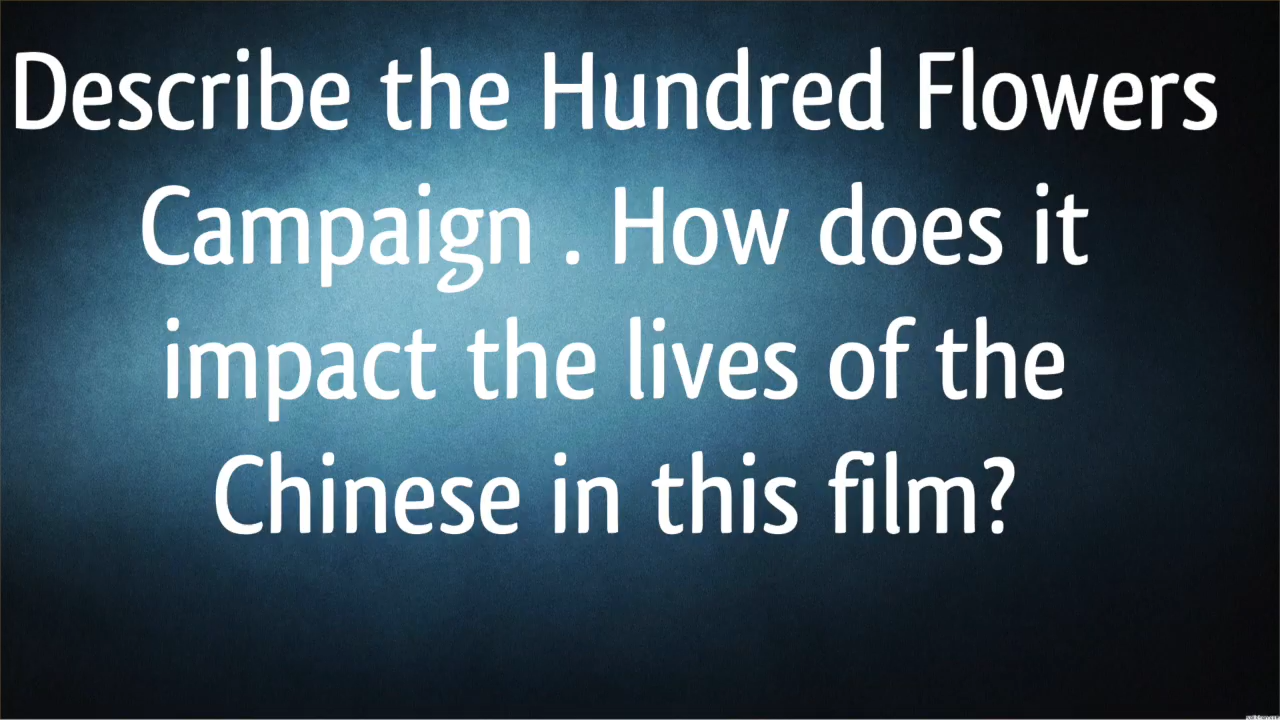 Describe the Hundred Flowers
Campaign . How does it
impact the lives of the
Chinese in this film?